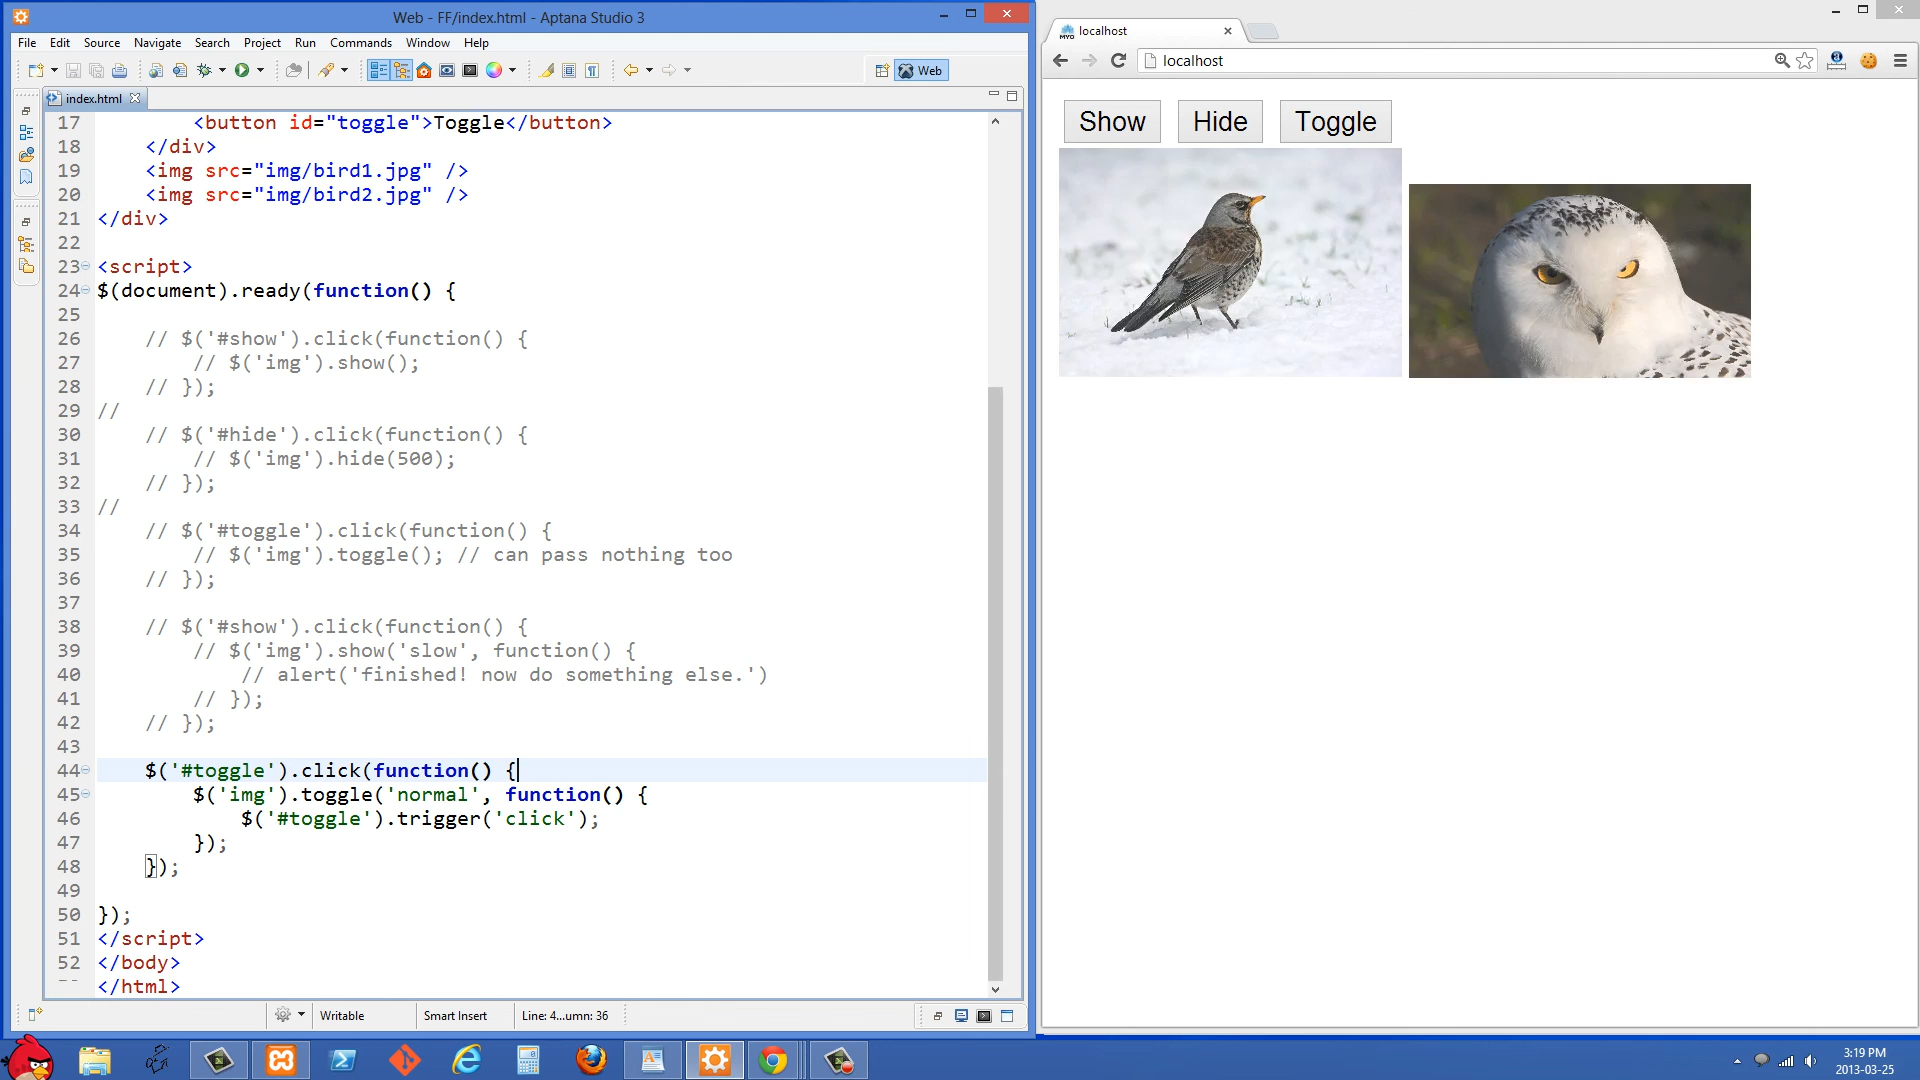 Web - FF/index.html - Aptana Studio 3
File Edit Source Navigate Search Project Run Commands Window Help
Web
index.html
17 <button id="toggle">Toggle</button>
18 </div>
19 <img src="img/bird1.jpg" />
20 <img src="img/bird2.jpg" />
21 </div>
22
23 <script>
24 $(document).ready(function() {
25
26 // $('#show').click(function() {
27 // $('img').show();
28 // });
29 //
30 // $('#hide').click(function() {
31 // $('img').hide(500);
32 // });
33 //
34 // $('#toggle').click(function() {
35 // $('img').toggle(); // can pass nothing too
36 // });
37
38 // $('#show').click(function() {
39 // $('img').show('slow', function() {
40 // alert('finished! now do something else.')
41 // });
42 // });
43
44 $('#toggle').click(function() {
45 $('img').toggle('normal', function() {
46 $('#toggle').trigger('click');
47 });
48 });
49
50 });
51 </script>
52 </body>
</html>
Writable Smart Insert Line: 4...umn: 36
localhost
localhost
Show Hide Toggle
3:19 PM
2013-03-25